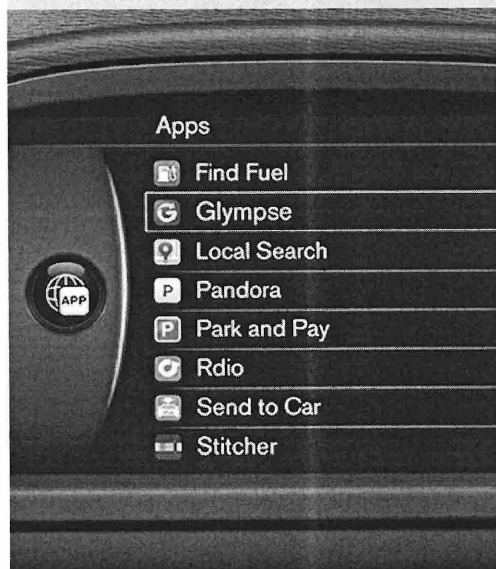 Apps
Find Fuel
G Glympse
Local Search
APP
P Pandora
P Park and Pay
Rdio
Send to Car
Stitcher